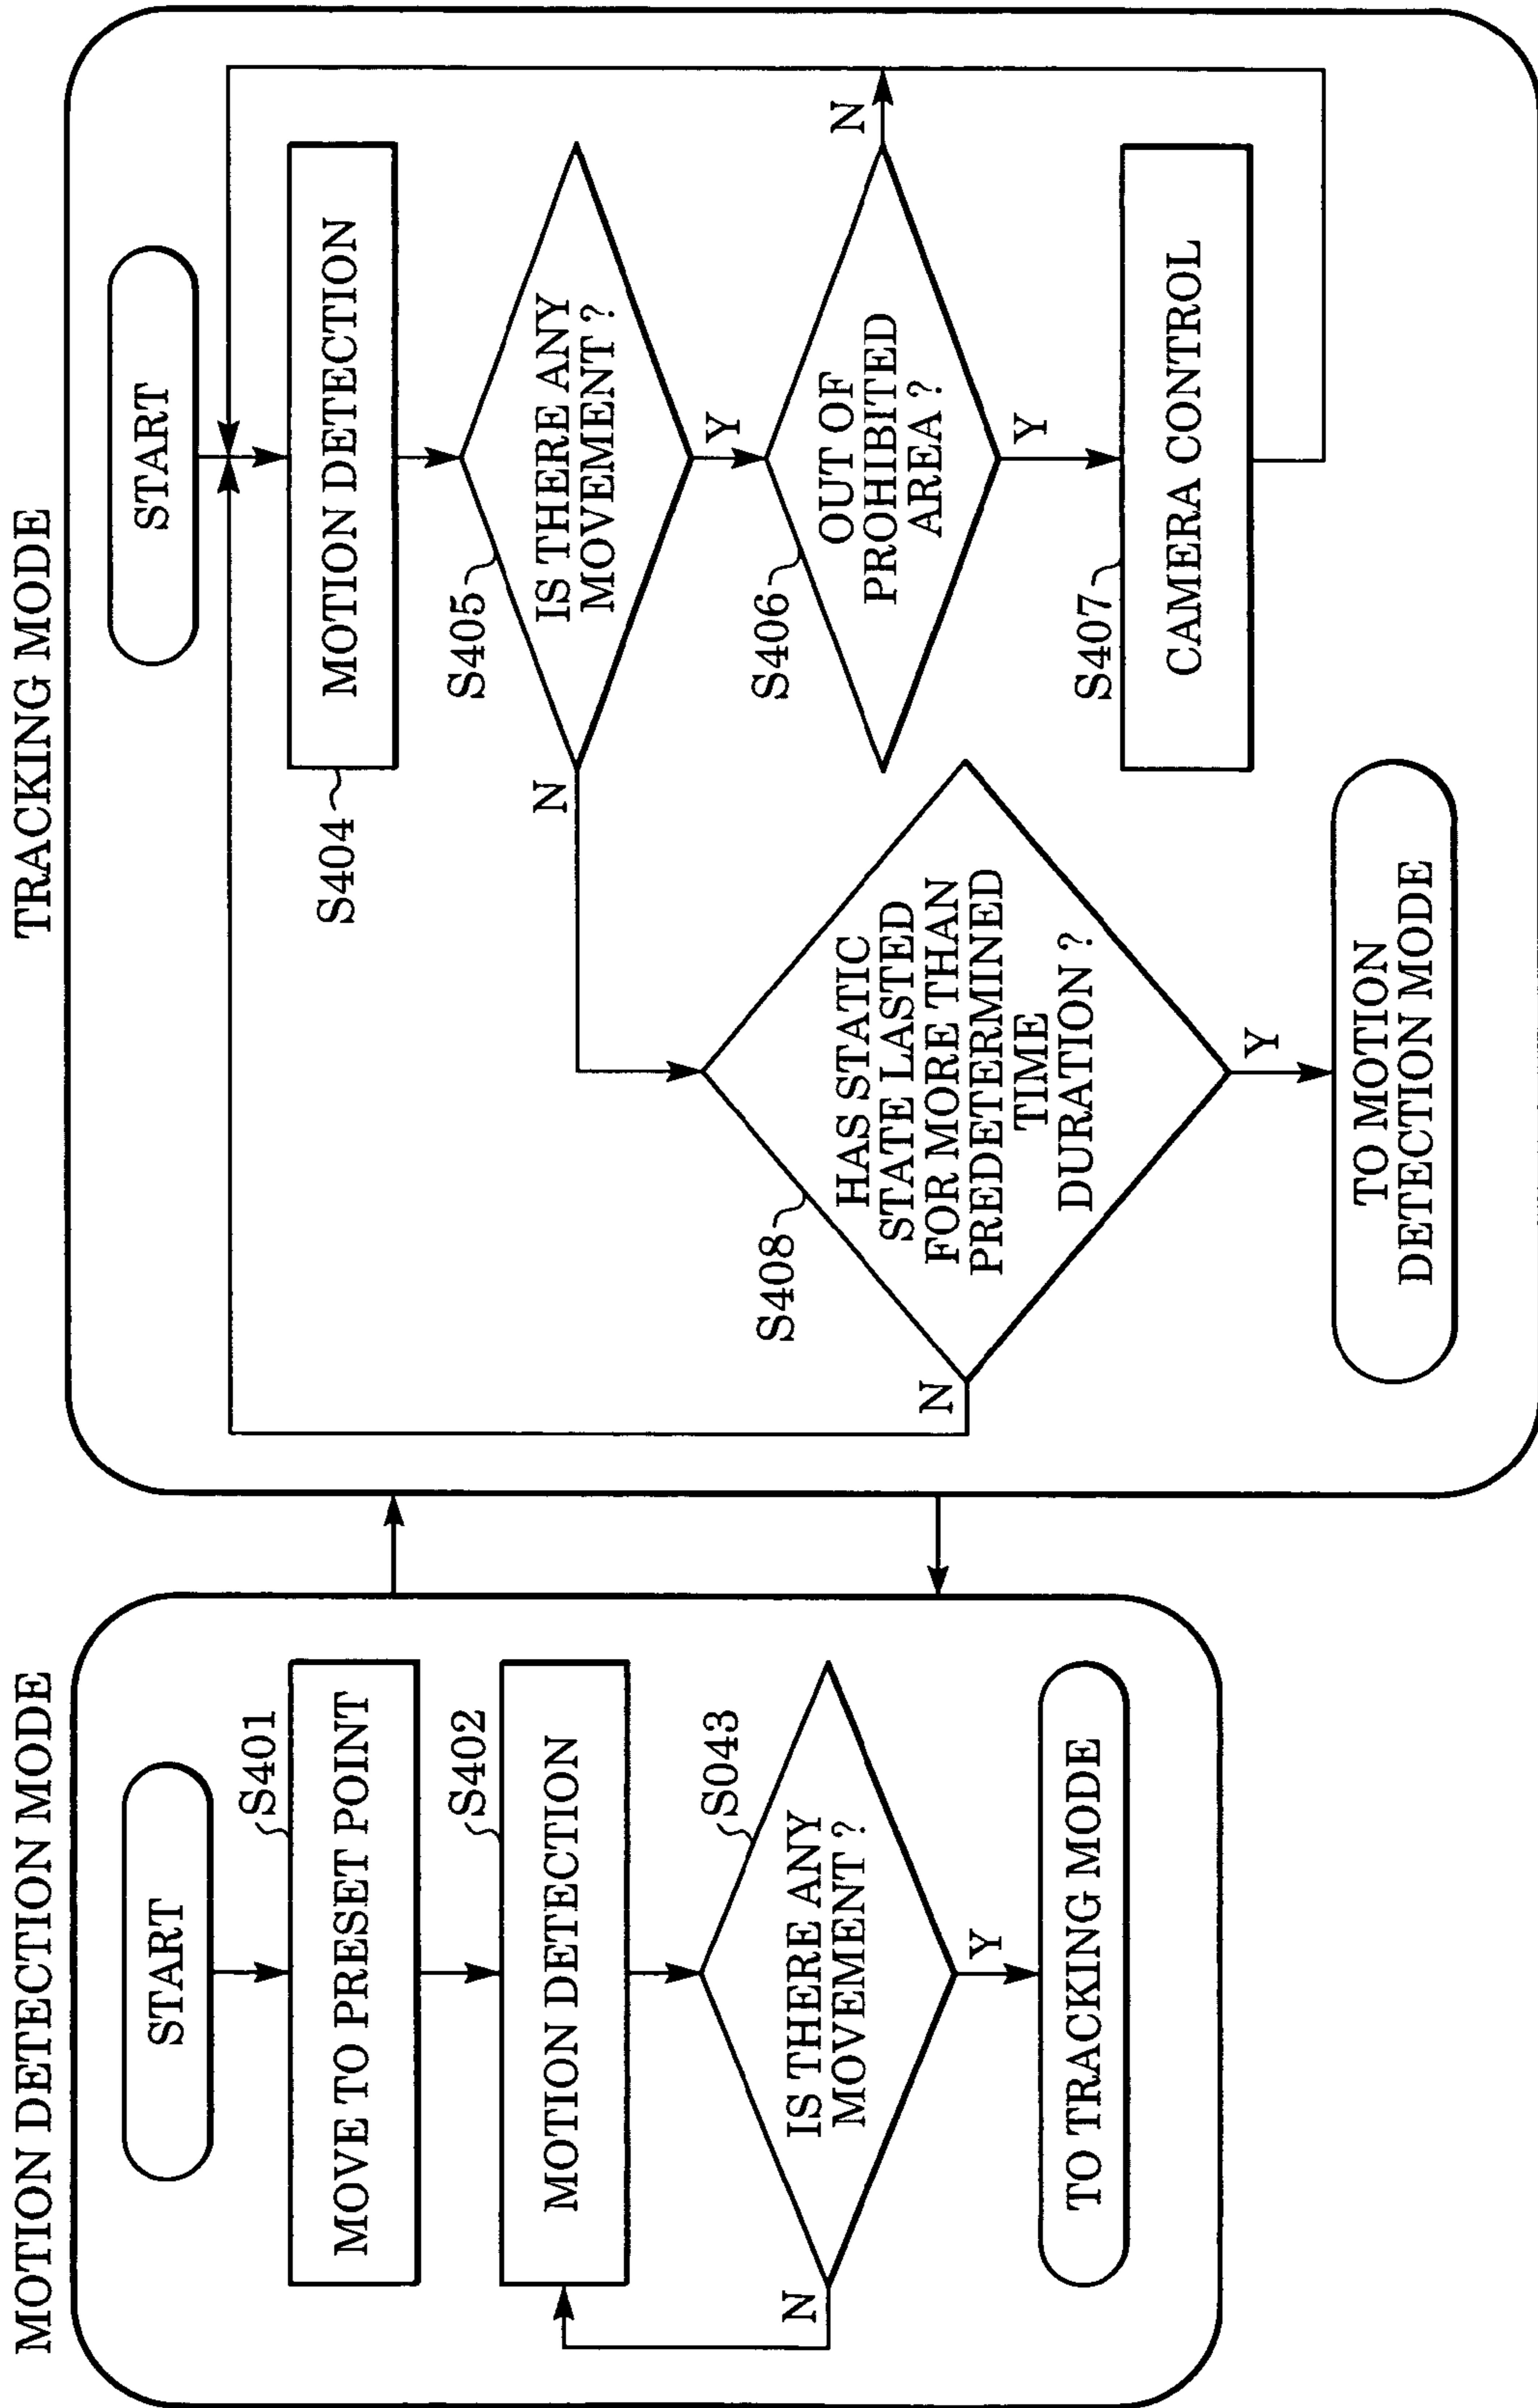 MOTION DETECTION MODE
START
S401
MOVE TO PRESET POINT
S402
MOTION DETECTION
S043
IS THERE ANY
MOVEMENT ?
N
Y
TO TRACKING MODE
TRACKING MODE
START
S404
MOTION DETECTION
S405
IS THERE ANY
MOVEMENT ?
N
Y
S406
OUT OF
PROHIBITED
AREA ?
N
Y
S407
CAMERA CONTROL
S408
HAS STATIC
STATE LASTED
FOR MORE THAN
PREDETERMINED
TIME
DURATION ?
N
Y
TO MOTION
DETECTION MODE